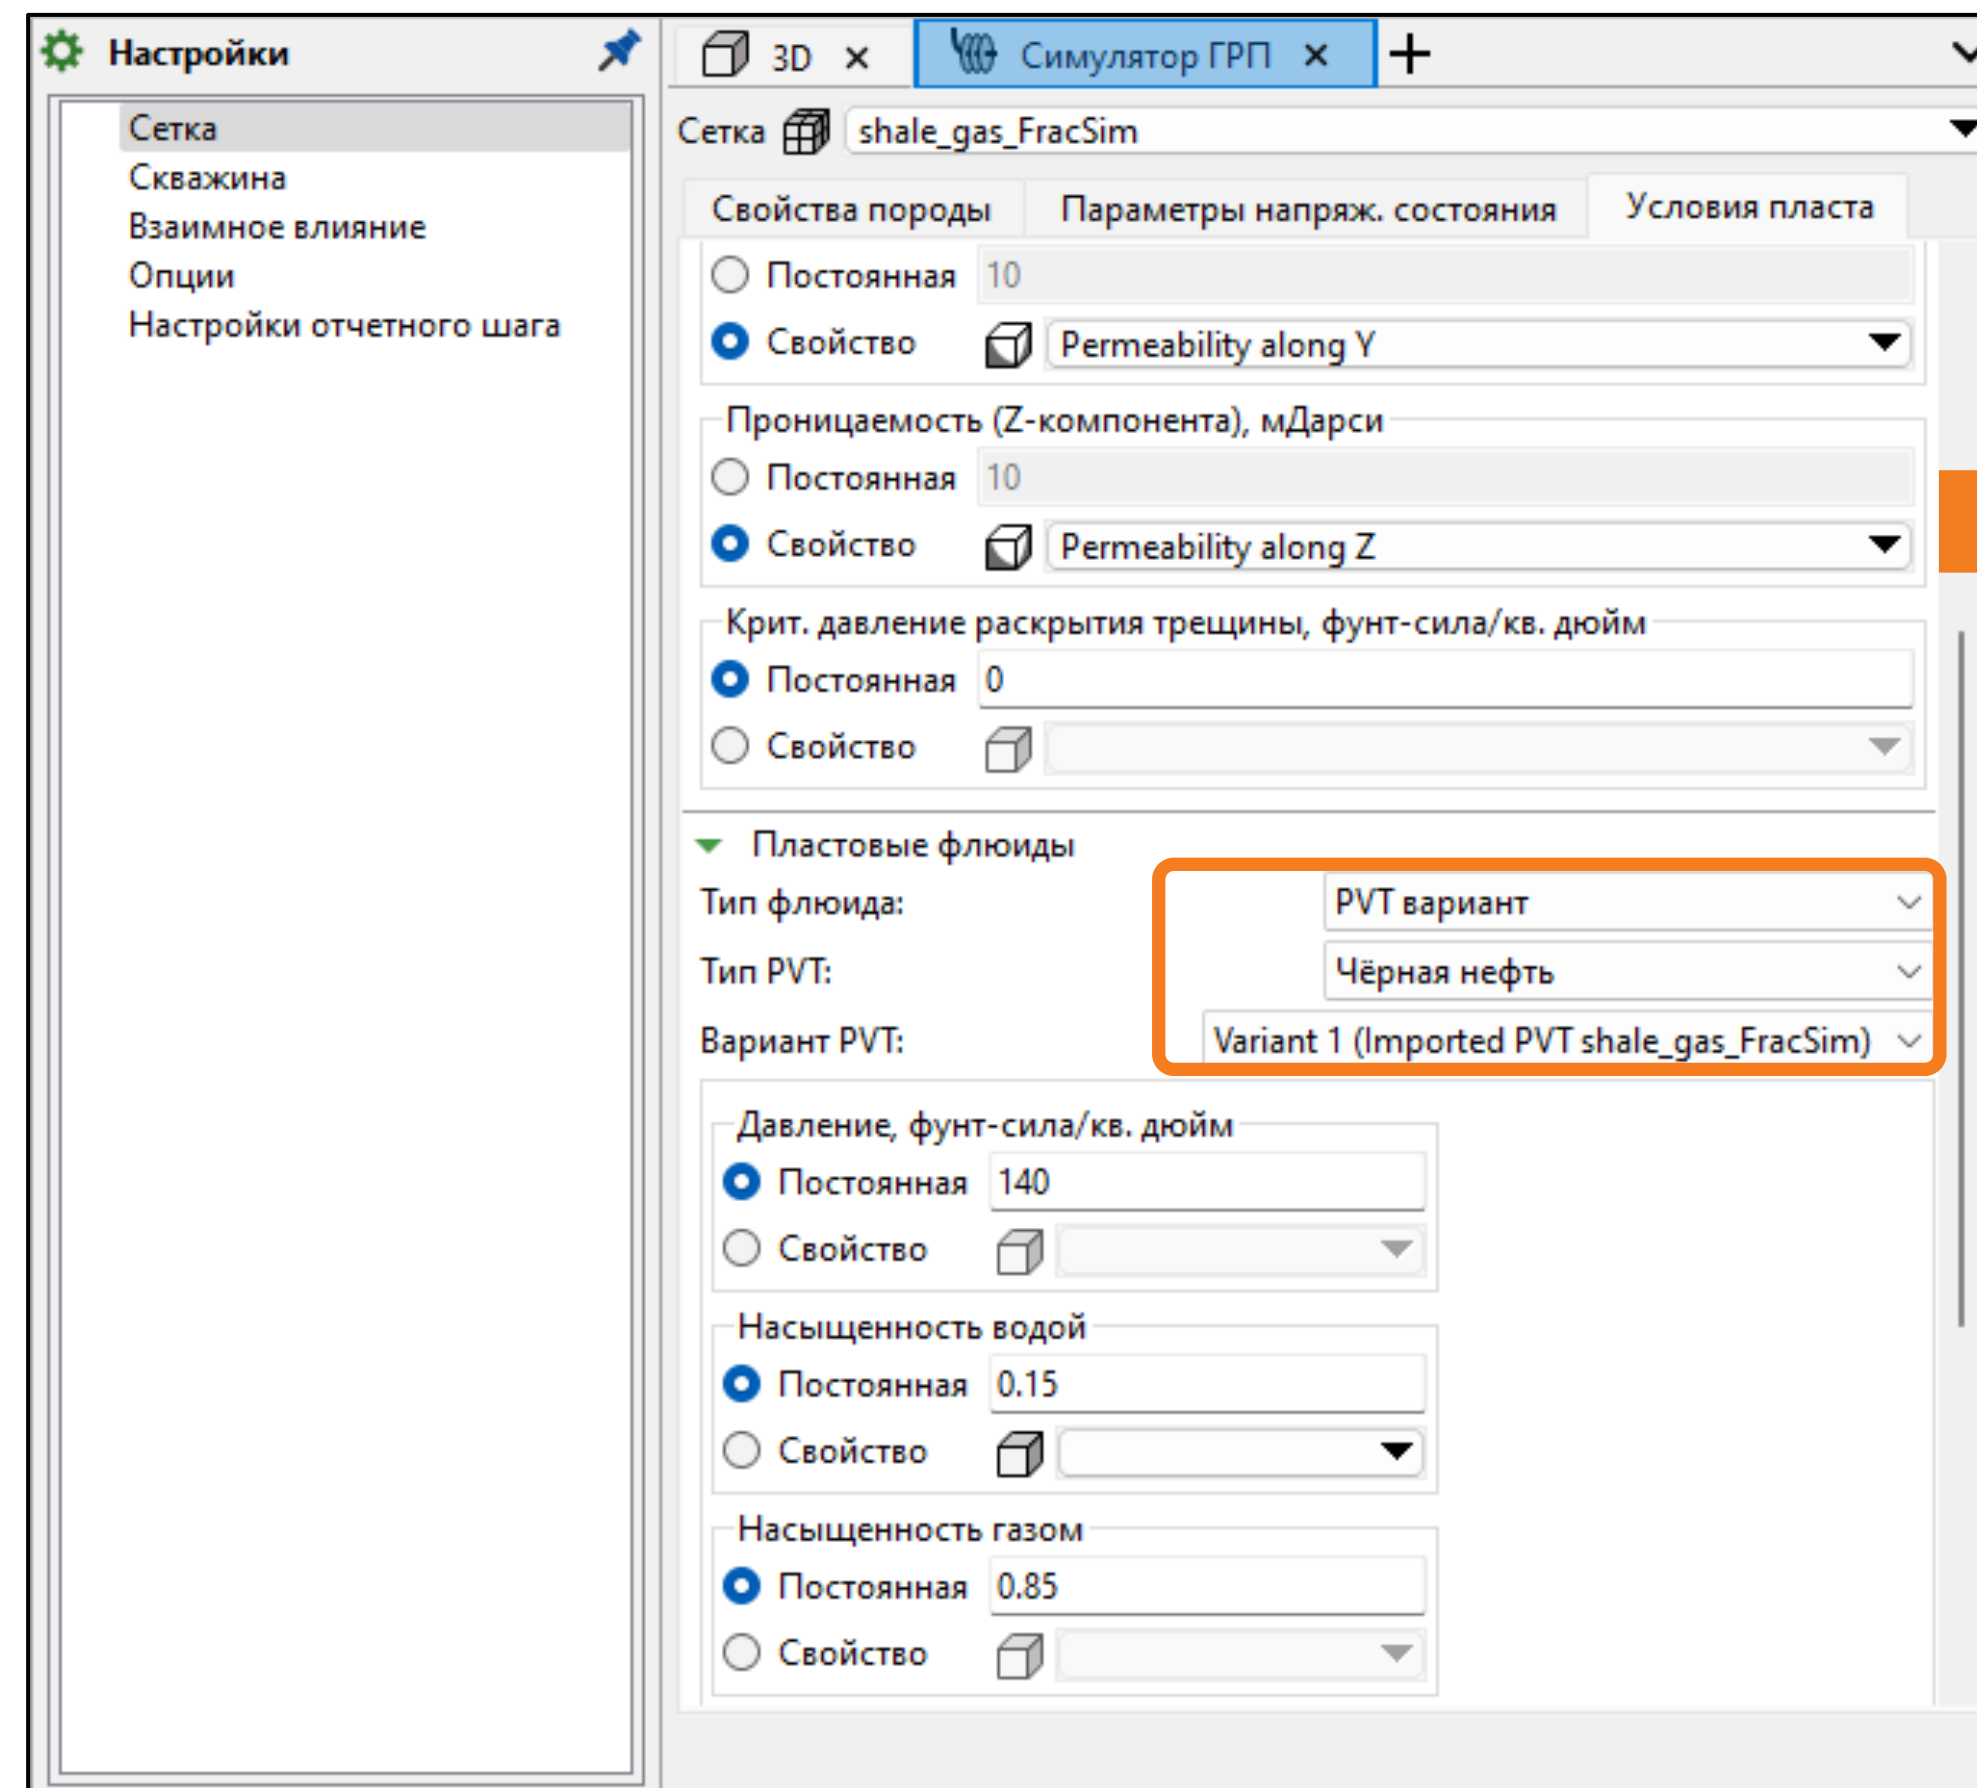 Настройки
Сетка
Скважина
Взаимное влияние
Опции
Настройки отчетного шага
3D
Симулятор ГРП
Сетка shale_gas_FracSim
Свойства породы Параметры напряж. состояния Условия пласта
Постоянная 10
Свойство Permeability along Y
Проницаемость (Z-компонента), мДарси
Постоянная 10
Свойство Permeability along Z
Крит. давление раскрытия трещины, фунт-сила/кв. дюйм
Постоянная 0
Свойство
Пластовые флюиды
Тип флюида: PVT вариант
Тип PVT: Чёрная нефть
Вариант PVT: Variant 1 (Imported PVT shale_gas_FracSim)
Давление, фунт-сила/кв. дюйм
Постоянная 140
Свойство
Насыщенность водой
Постоянная 0.15
Свойство
Насыщенность газом
Постоянная 0.85
Свойство